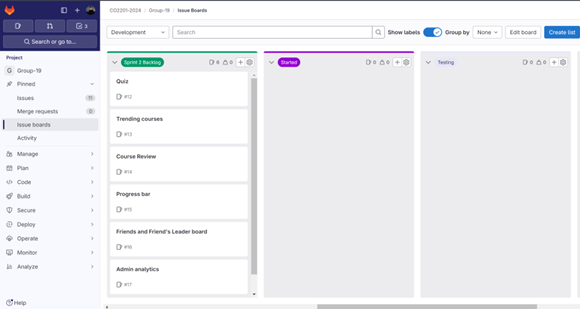 CO2201-2024 / Group-19 / Issue Boards
3
Search or go to...
Development
Search
Show labels
Group by
None
Edit board
Create list
Project
G Group-19
Pinned
Issues 11
Merge requests 0
Issue boards
Activity
Manage
Plan
Code
Build
Secure
Deploy
Operate
Monitor
Analyze
Help
Sprint 2 Backlog 6 0
Quiz
#12
Trending courses
#13
Course Review
#14
Progress bar
#15
Friends and Friend's Leader board
#16
Admin analytics
#17
Started 0 0
Testing 0 0